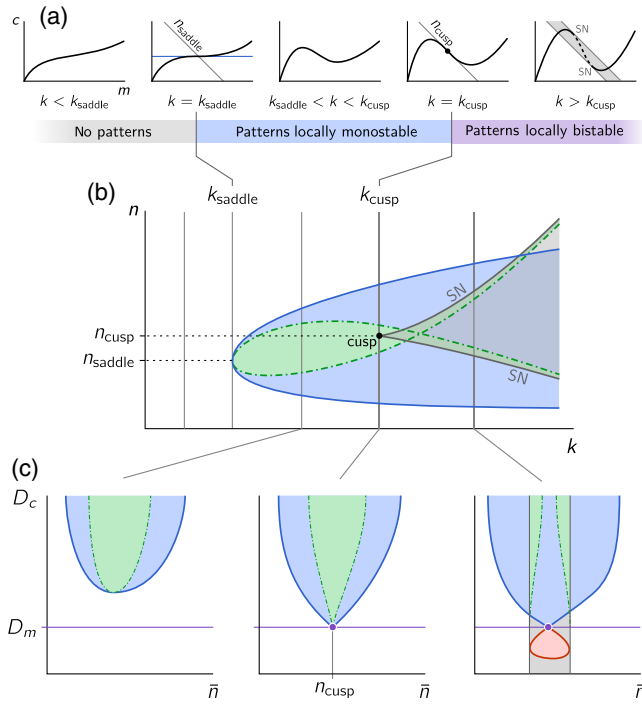 (a)
c
n_saddle
n_cusp
SN
SN
m
k < k_saddle
k = k_saddle
k_saddle < k < k_cusp
k = k_cusp
k > k_cusp
No patterns
Patterns locally monostable
Patterns locally bistable
(b)
k_saddle
k_cusp
n
SN
n_cusp
cusp
n_saddle
SN
k
(c)
D_c
D_m
n̄
n_cusp
n̄